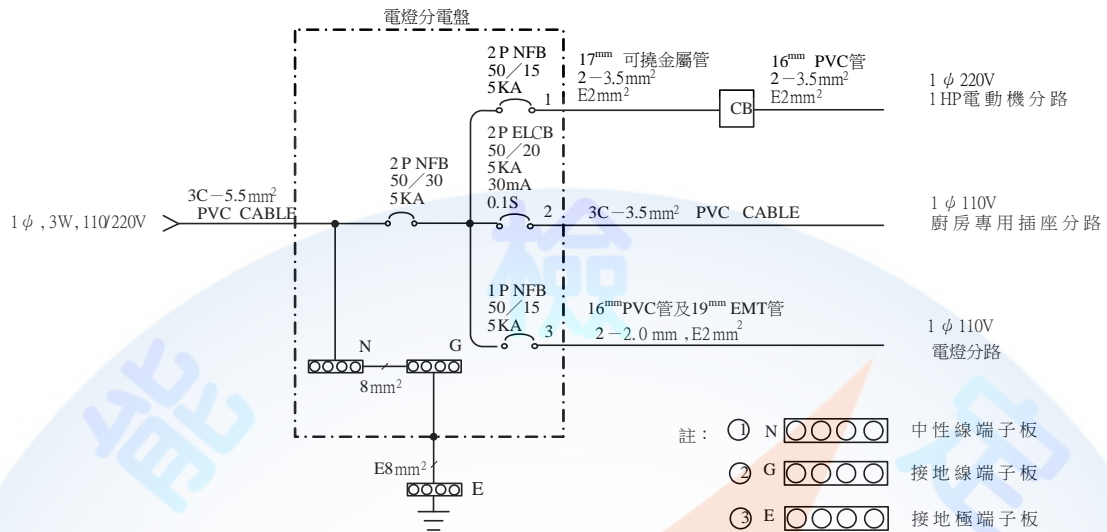 電燈分電盤
2P NFB
50/15
5KA
1
17mm 可撓金屬管
2-3.5mm²
E2mm²
CB
16mm PVC管
2-3.5mm²
E2mm²
1φ 220V
1HP電動機分路
2P NFB
50/30
5KA
2P ELCB
50/20
5KA
30mA
0.1S
2
3C-3.5mm² PVC CABLE
1φ 110V
廚房專用插座分路
3C-5.5mm²
PVC CABLE
1φ, 3W, 110/220V
1P NFB
50/15
5KA
3
16mmPVC管及19mm EMT管
2-2.0mm, E2mm²
1φ 110V
電燈分路
N
G
8mm²
E8mm²
E
註: ① N 中性線端子板
② G 接地線端子板
③ E 接地極端子板
能 檢 定